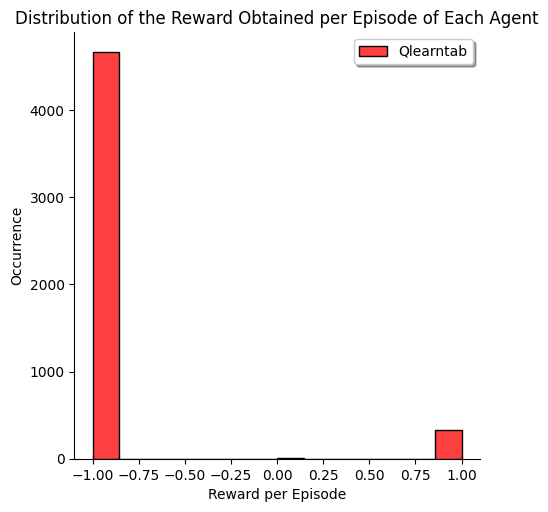 Distribution of the Reward Obtained per Episode of Each Agent
Qlearntab
4000
3000
2000
1000
0
Occurrence
−1.00 −0.75 −0.50 −0.25 0.00 0.25 0.50 0.75 1.00
Reward per Episode